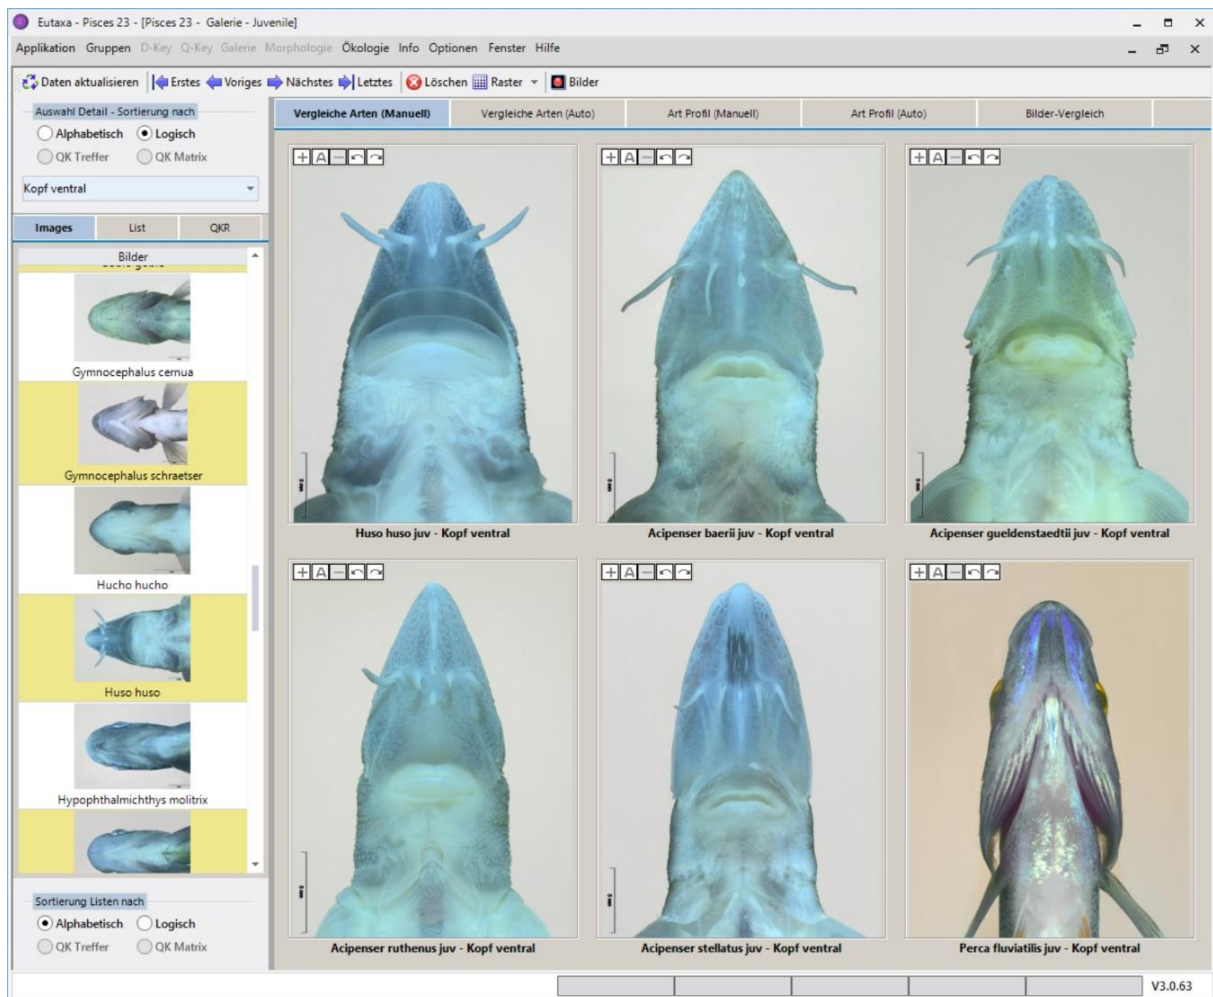 Eutaxa - Pisces 23 - [Pisces 23 - Galerie - Juvenile]
Applikation Gruppen D-Key Q-Key Galerie Morphologie Ökologie Info Optionen Fenster Hilfe
Daten aktualisieren Erstes Voriges Nächstes Letztes Löschen Raster Bilder
Auswahl Detail - Sortierung nach
Alphabetisch Logisch
QK Treffer QK Matrix
Kopf ventral
Images List QKR
Bilder
Gymnocephalus cernua
Gymnocephalus schraetser
Hucho hucho
Huso huso
Hypophthalmichthys molitrix
Sortierung Listen nach
Alphabetisch Logisch
QK Treffer QK Matrix
Vergleiche Arten (Manuell) Vergleiche Arten (Auto) Art Profil (Manuell) Art Profil (Auto) Bilder-Vergleich
+ A - + A - + A -
Huso huso juv - Kopf ventral Acipenser baerii juv - Kopf ventral Acipenser gueldenstaedtii juv - Kopf ventral
+ A - + A - + A -
Acipenser ruthenus juv - Kopf ventral Acipenser stellatus juv - Kopf ventral Perca fluviatilis juv - Kopf ventral
V3.0.63